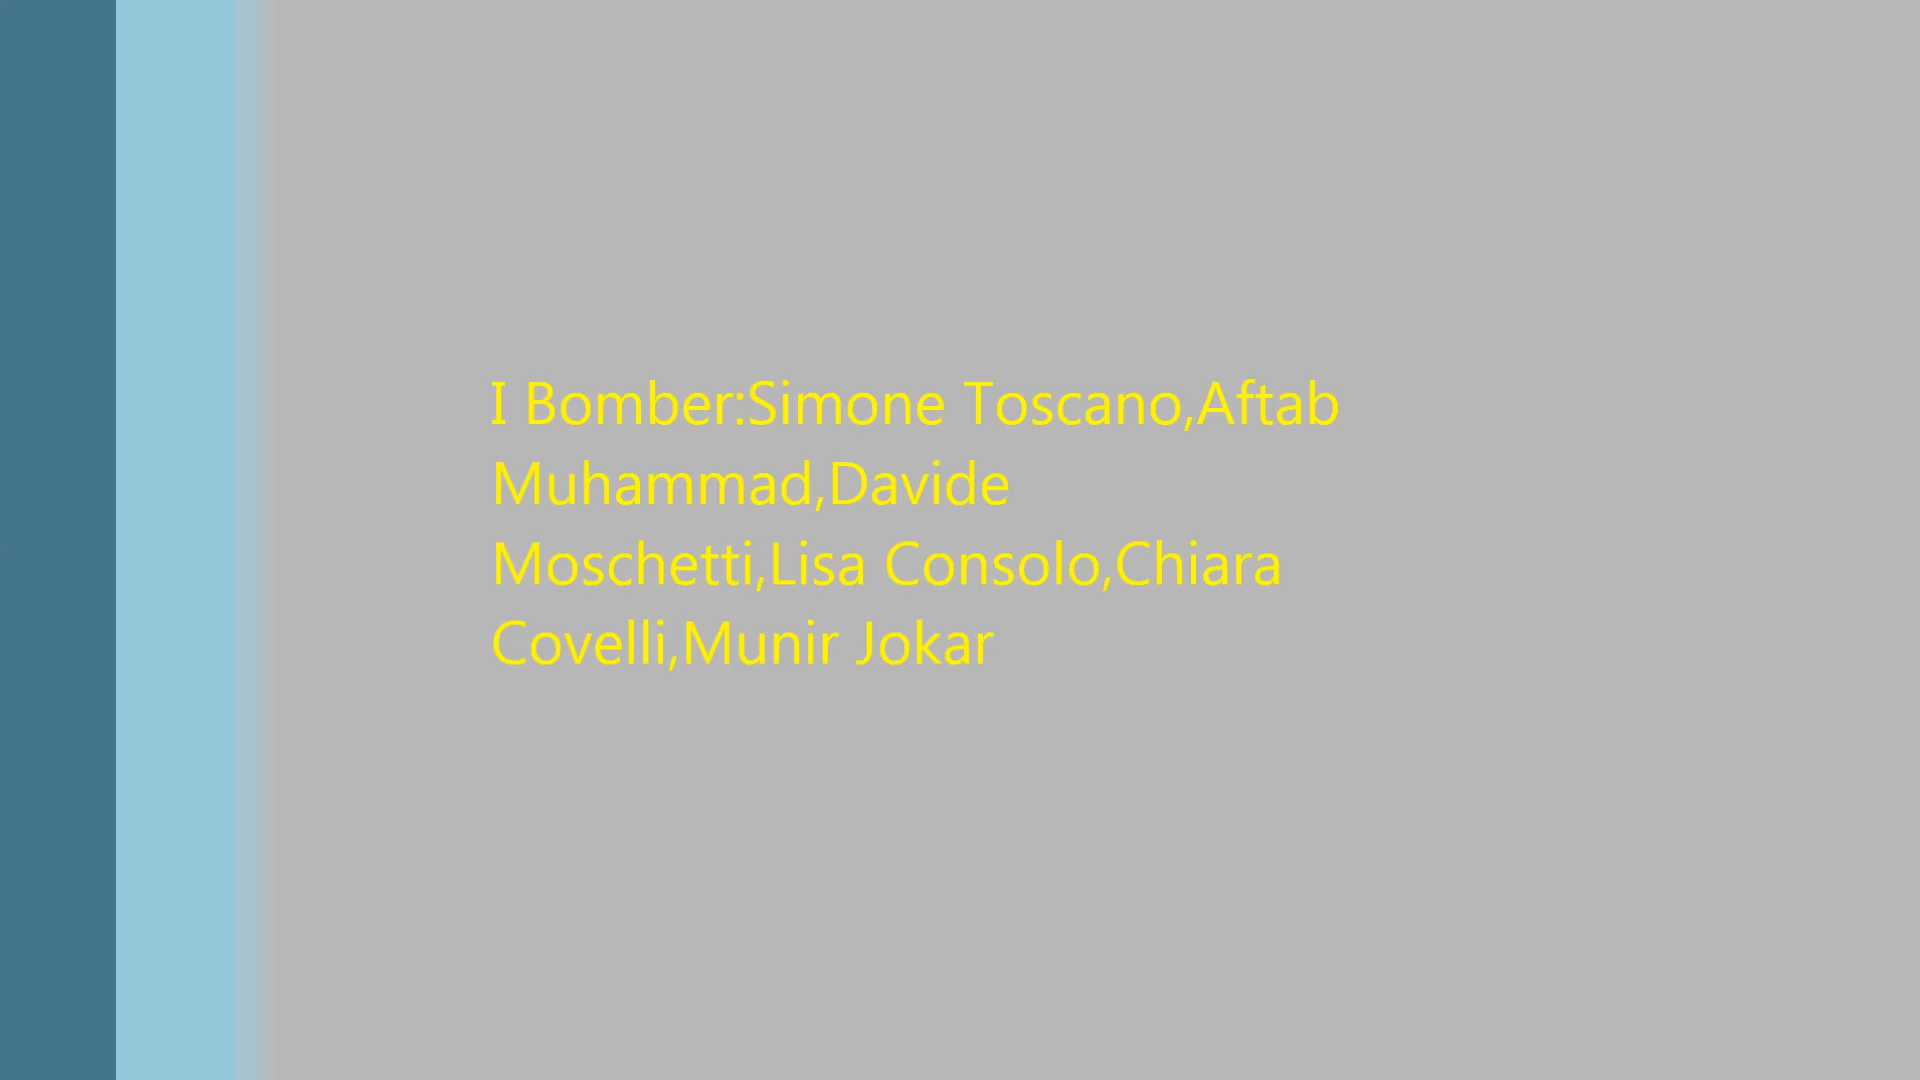 I Bomber:Simone Toscano,Aftab
Muhammad,Davide
Moschetti,Lisa Consolo,Chiara
Covelli,Munir Jokar